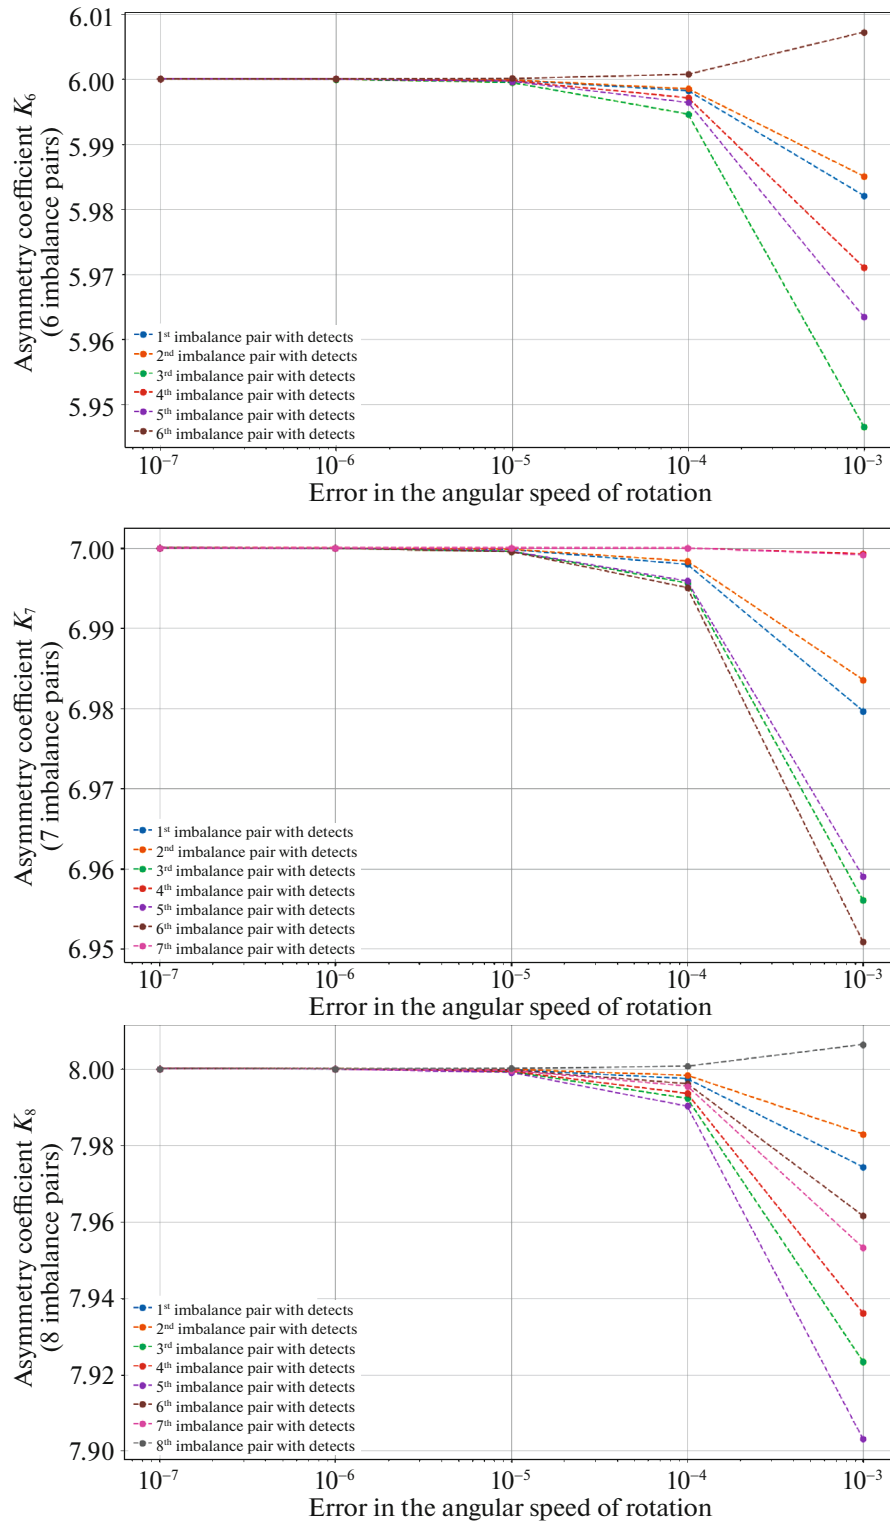 Asymmetry coefficient K₆
(6 imbalance pairs)
6.01
6.00
5.99
5.98
5.97
5.96
5.95
1ˢᵗ imbalance pair with detects
2ⁿᵈ imbalance pair with detects
3ʳᵈ imbalance pair with detects
4ᵗʰ imbalance pair with detects
5ᵗʰ imbalance pair with detects
6ᵗʰ imbalance pair with detects
10⁻⁷ 10⁻⁶ 10⁻⁵ 10⁻⁴ 10⁻³
Error in the angular speed of rotation
Asymmetry coefficient K₇
(7 imbalance pairs)
7.00
6.99
6.98
6.97
6.96
6.95
1ˢᵗ imbalance pair with detects
2ⁿᵈ imbalance pair with detects
3ʳᵈ imbalance pair with detects
4ᵗʰ imbalance pair with detects
5ᵗʰ imbalance pair with detects
6ᵗʰ imbalance pair with detects
7ᵗʰ imbalance pair with detects
10⁻⁷ 10⁻⁶ 10⁻⁵ 10⁻⁴ 10⁻³
Error in the angular speed of rotation
Asymmetry coefficient K₈
(8 imbalance pairs)
8.00
7.98
7.96
7.94
7.92
7.90
1ˢᵗ imbalance pair with detects
2ⁿᵈ imbalance pair with detects
3ʳᵈ imbalance pair with detects
4ᵗʰ imbalance pair with detects
5ᵗʰ imbalance pair with detects
6ᵗʰ imbalance pair with detects
7ᵗʰ imbalance pair with detects
8ᵗʰ imbalance pair with detects
10⁻⁷ 10⁻⁶ 10⁻⁵ 10⁻⁴ 10⁻³
Error in the angular speed of rotation